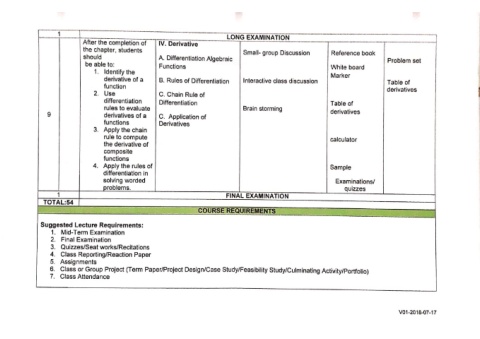 1
LONG EXAMINATION
9
After the completion of
the chapter, students
should
be able to:
1. Identify the
derivative of a
function
2. Use
differentiation
rules to evaluate
derivatives of a
functions
3. Apply the chain
rule to compute
the derivative of
composite
functions
4. Apply the rules of
differentiation in
solving worded
problems.
IV. Derivative
A. Differentiation Algebraic
Functions
B. Rules of Differentiation
C. Chain Rule of
Differentiation
C. Application of
Derivatives
Small- group Discussion
Interactive class discussion
Brain storming
Reference book
White board
Marker
Table of
derivatives
calculator
Sample
Examinations/
quizzes
Problem set
Table of
derivatives
1
FINAL EXAMINATION
TOTAL:54
COURSE REQUIREMENTS
Suggested Lecture Requirements:
1. Mid-Term Examination
2. Final Examination
3. Quizzes/Seat works/Recitations
4. Class Reporting/Reaction Paper
5. Assignments
6. Class or Group Project (Term Paper/Project Design/Case Study/Feasibility Study/Culminating Activity/Portfolio)
7. Class Attendance
V01-2018-07-17